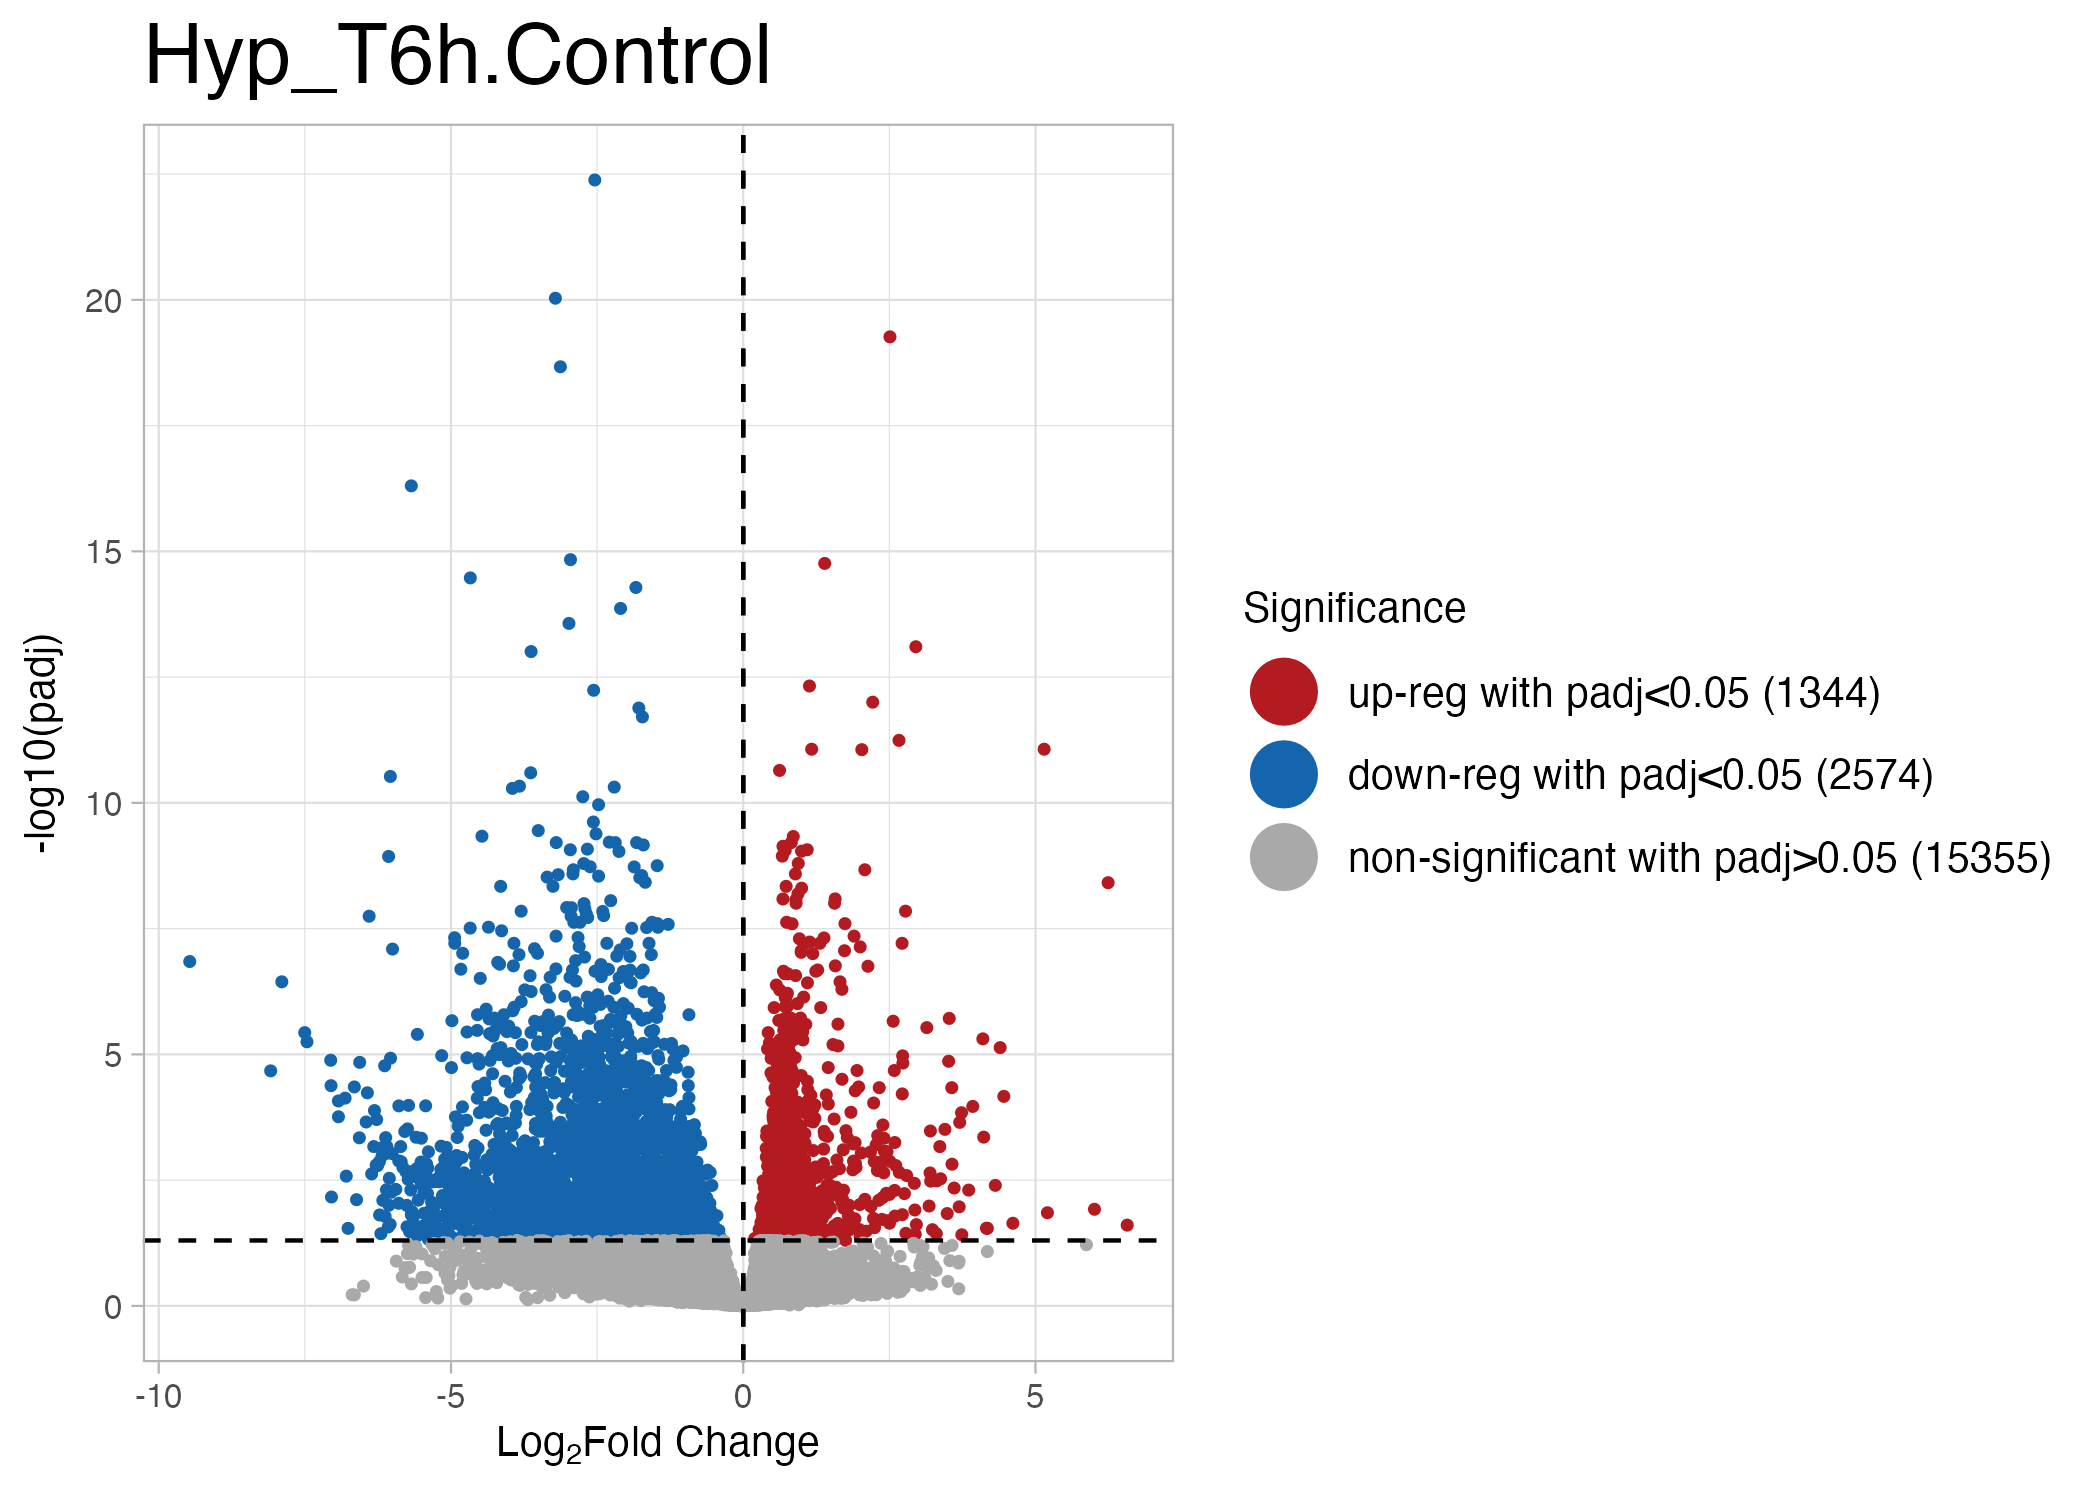 Hyp_T6h.Control
-log10(padj)
20
15
10
5
0
-10
-5
0
5
Log₂Fold Change
Significance
up-reg with padj<0.05 (1344)
down-reg with padj<0.05 (2574)
non-significant with padj>0.05 (15355)